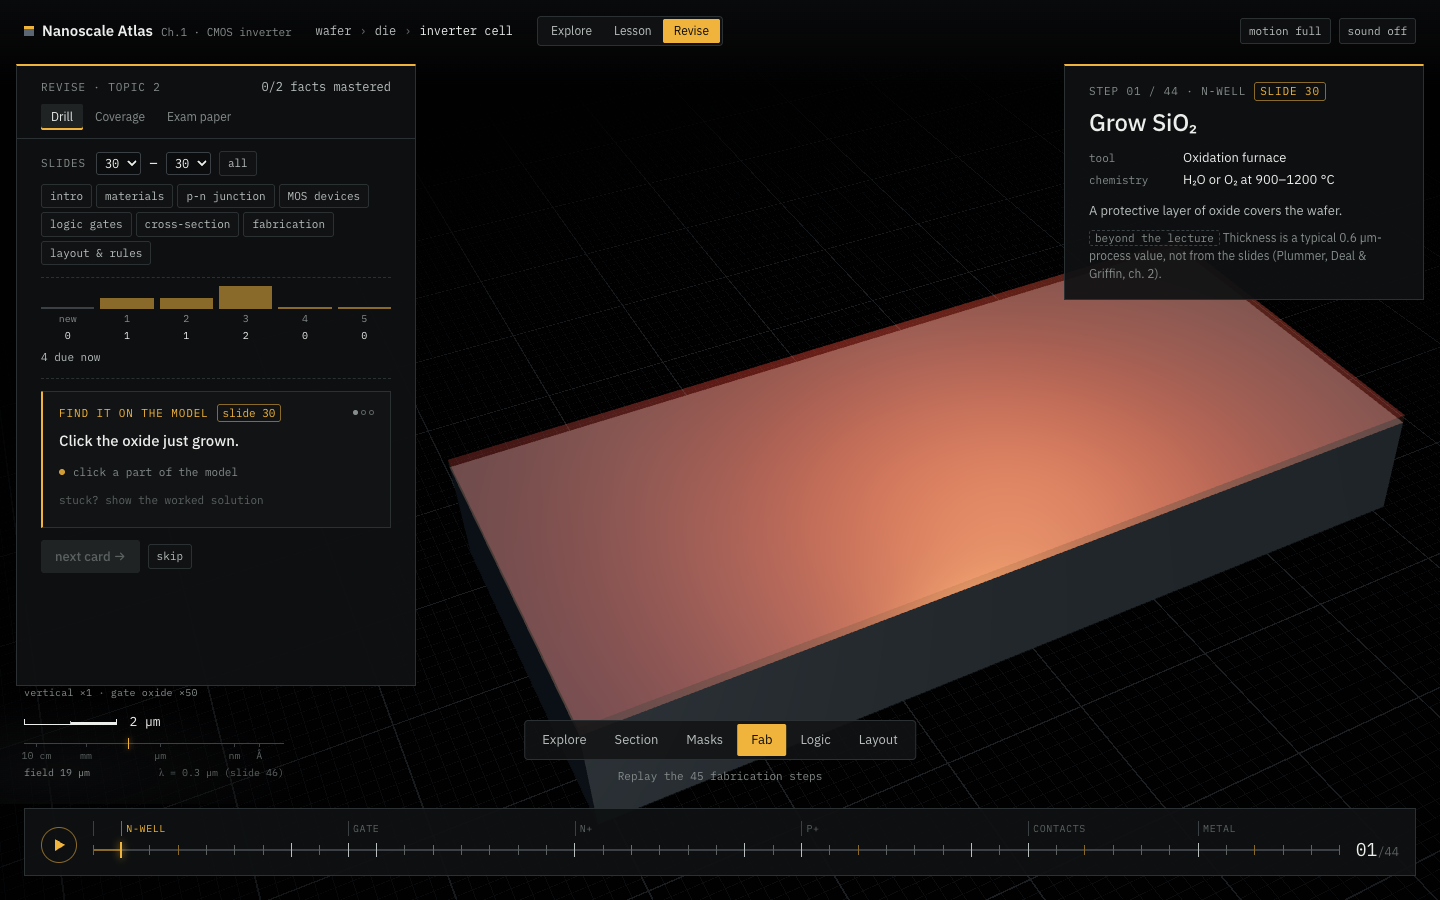 Nanoscale Atlas Ch.1 · CMOS inverter wafer › die › inverter cell Explore Lesson Revise motion full sound off
REVISE · TOPIC 2 0/2 facts mastered
Drill Coverage Exam paper
SLIDES 30 – 30 all
intro materials p-n junction MOS devices
logic gates cross-section fabrication
layout & rules
new 1 2 3 4 5
0 1 1 2 0 0
4 due now
FIND IT ON THE MODEL slide 30
Click the oxide just grown.
click a part of the model
stuck? show the worked solution
next card → skip
STEP 01 / 44 · N-WELL SLIDE 30
Grow SiO₂
tool Oxidation furnace
chemistry H₂O or O₂ at 900–1200 °C
A protective layer of oxide covers the wafer.
beyond the lecture Thickness is a typical 0.6 µm-
process value, not from the slides (Plummer, Deal &
Griffin, ch. 2).
vertical ×1 · gate oxide ×50
2 µm
10 cm mm µm nm Å
field 19 µm λ = 0.3 µm (slide 46)
Explore Section Masks Fab Logic Layout
Replay the 45 fabrication steps
N-WELL GATE N+ P+ CONTACTS METAL
01/44